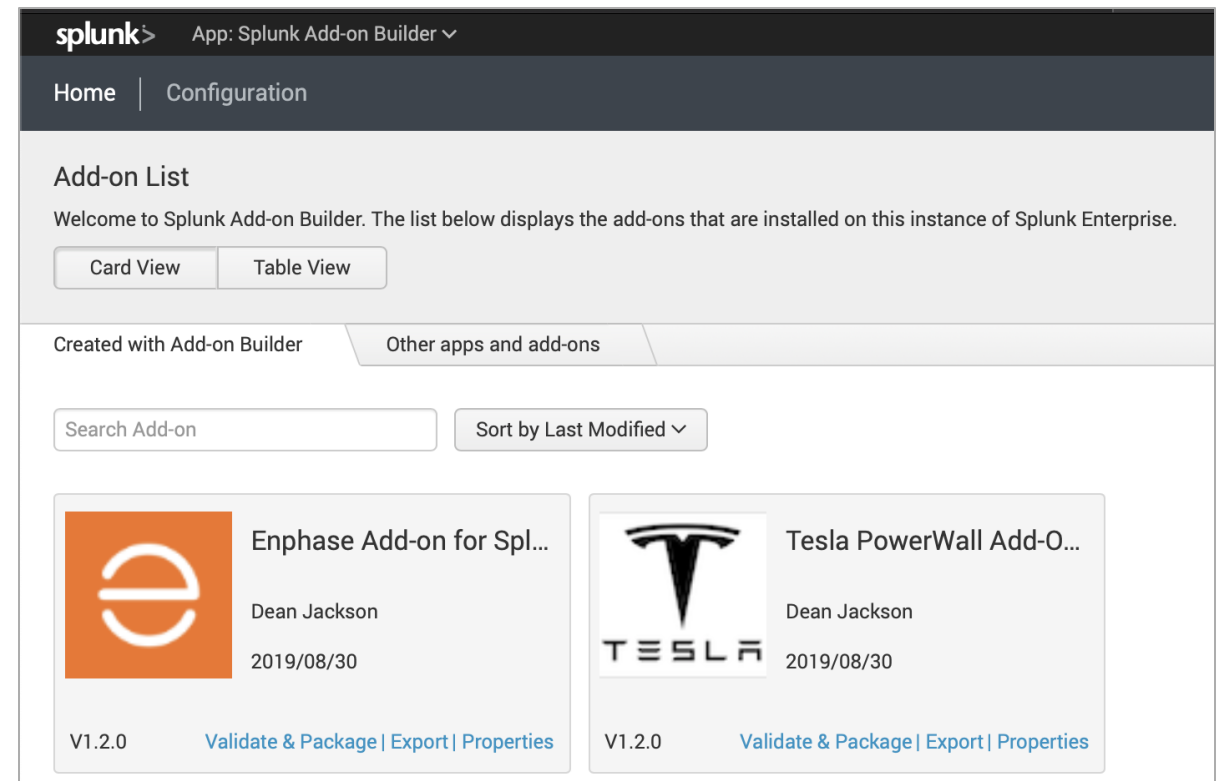 splunk> App: Splunk Add-on Builder
Home Configuration
Add-on List
Welcome to Splunk Add-on Builder. The list below displays the add-ons that are installed on this instance of Splunk Enterprise.
Card View Table View
Created with Add-on Builder Other apps and add-ons
Search Add-on Sort by Last Modified
Enphase Add-on for Spl...
Dean Jackson
2019/08/30
V1.2.0 Validate & Package | Export | Properties
TESLA
Tesla PowerWall Add-O...
Dean Jackson
2019/08/30
V1.2.0 Validate & Package | Export | Properties